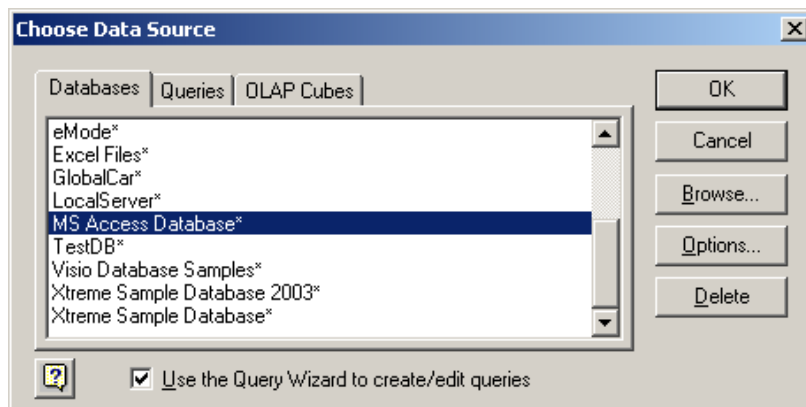 Choose Data Source
Databases Queries OLAP Cubes
eMode*
Excel Files*
GlobalCar*
LocalServer*
MS Access Database*
TestDB*
Visio Database Samples*
Xtreme Sample Database 2003*
Xtreme Sample Database*
OK
Cancel
Browse...
Options...
Delete
Use the Query Wizard to create/edit queries